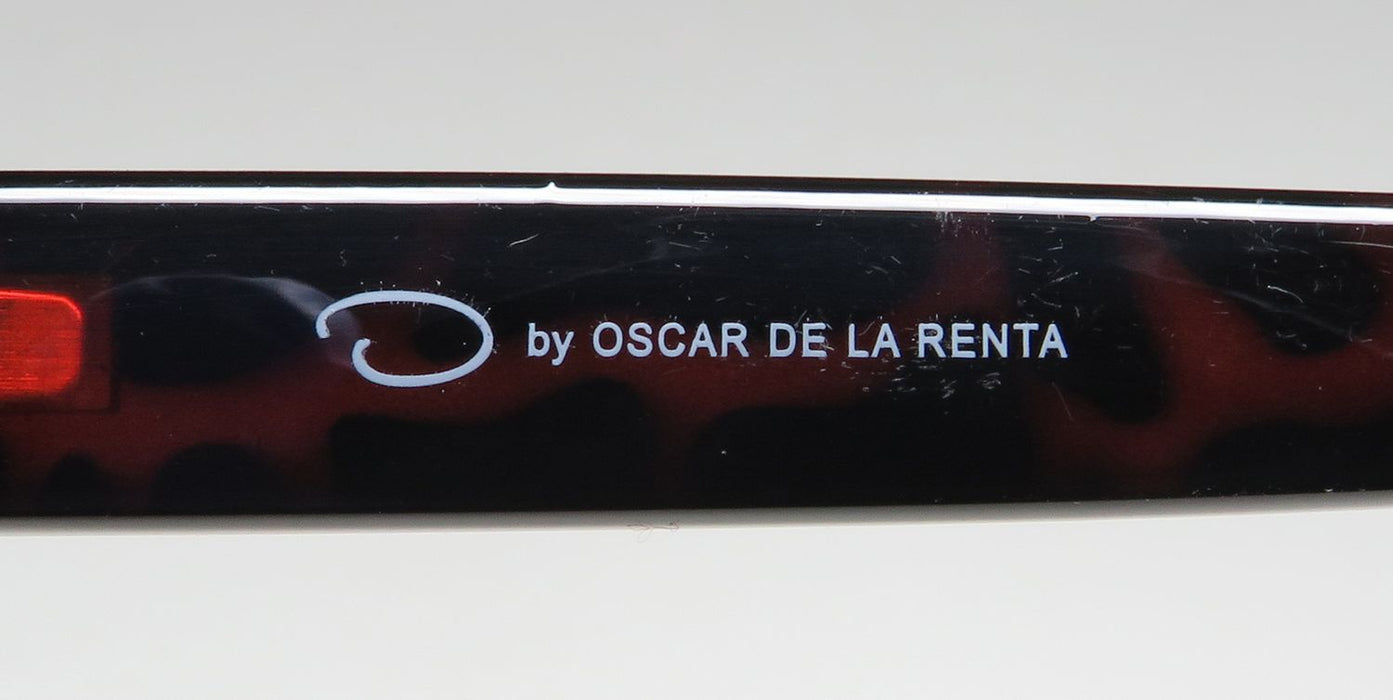 O by OSCAR DE LA RENTA